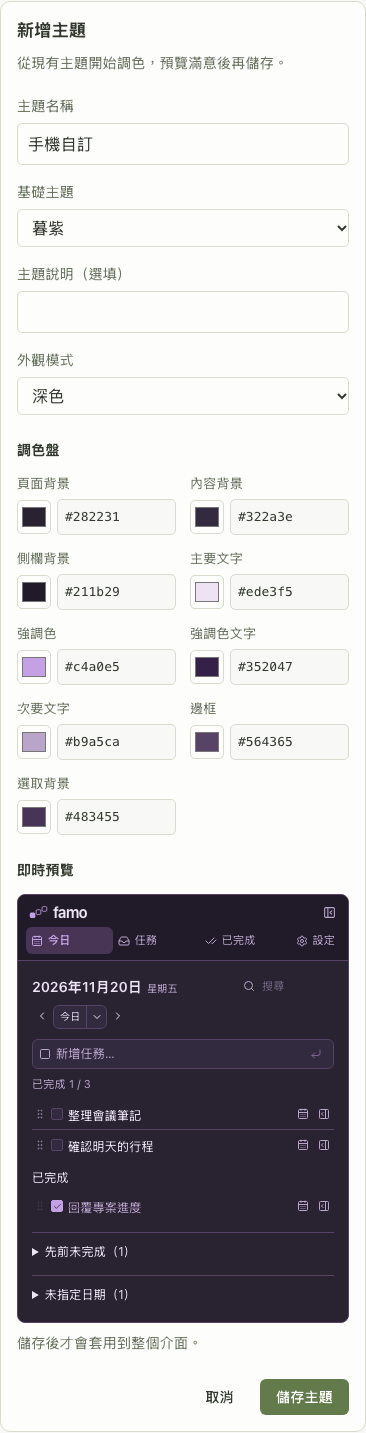 新增主題
從現有主題開始調色，預覽滿意後再儲存。
主題名稱
手機自訂
基礎主題
暮紫
主題說明（選填）
外觀模式
深色
調色盤
頁面背景 內容背景
#282231 #322a3e
側欄背景 主要文字
#211b29 #ede3f5
強調色 強調色文字
#c4a0e5 #352047
次要文字 邊框
#b9a5ca #564365
選取背景
#483455
即時預覽
famo
今日 任務 已完成 設定
2026年11月20日 星期五 搜尋
今日
新增任務...
已完成 1 / 3
整理會議筆記
確認明天的行程
已完成
回覆專案進度
先前未完成（1）
未指定日期（1）
儲存後才會套用到整個介面。
取消 儲存主題